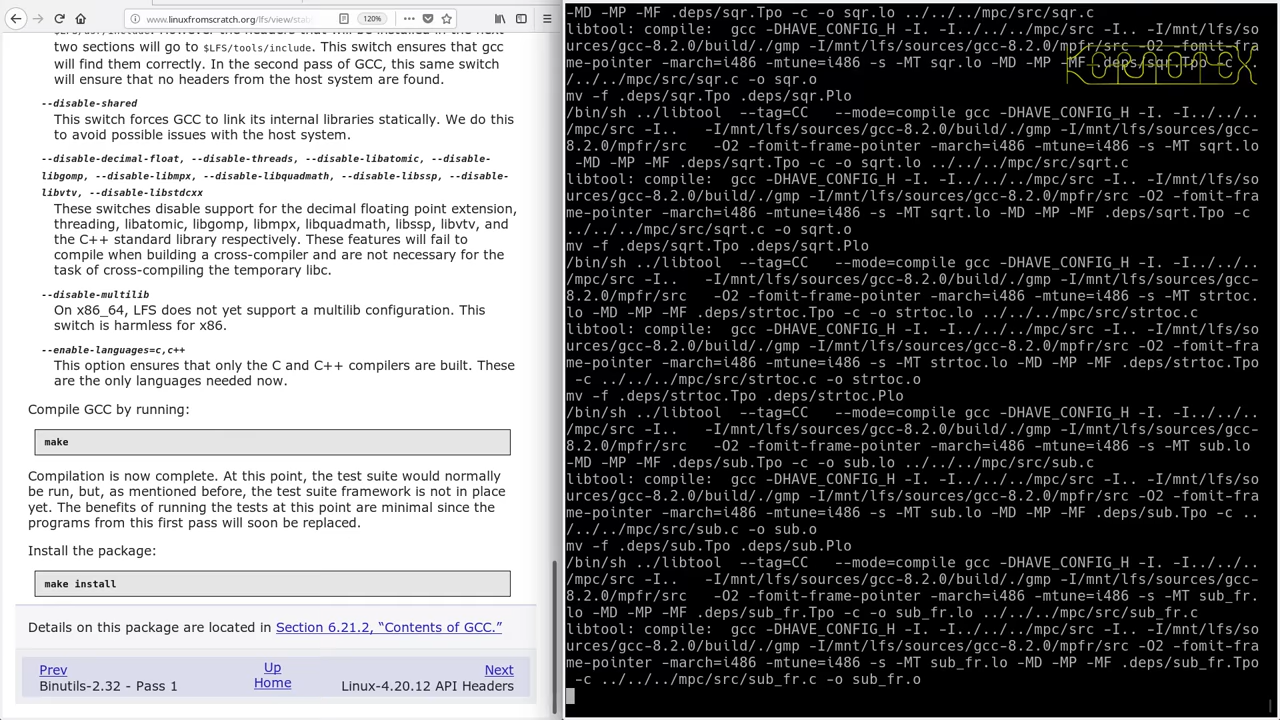 www.linuxfromscratch.org/lfs/view/stab
120%
two sections will go to $LFS/tools/include. This switch ensures that gcc
will find them correctly. In the second pass of GCC, this same switch
will ensure that no headers from the host system are found.
--disable-shared
This switch forces GCC to link its internal libraries statically. We do this
to avoid possible issues with the host system.
--disable-decimal-float, --disable-threads, --disable-libatomic, --disable-
libgomp, --disable-libmpx, --disable-libquadmath, --disable-libssp, --disable-
libvtv, --disable-libstdcxx
These switches disable support for the decimal floating point extension,
threading, libatomic, libgomp, libmpx, libquadmath, libssp, libvtv, and
the C++ standard library respectively. These features will fail to
compile when building a cross-compiler and are not necessary for the
task of cross-compiling the temporary libc.
--disable-multilib
On x86_64, LFS does not yet support a multilib configuration. This
switch is harmless for x86.
--enable-languages=c,c++
This option ensures that only the C and C++ compilers are built. These
are the only languages needed now.
Compile GCC by running:
make
Compilation is now complete. At this point, the test suite would normally
be run, but, as mentioned before, the test suite framework is not in place
yet. The benefits of running the tests at this point are minimal since the
programs from this first pass will soon be replaced.
Install the package:
make install
Details on this package are located in Section 6.21.2, “Contents of GCC.”
Prev
Up
Next
Binutils-2.32 - Pass 1
Home
Linux-4.20.12 API Headers
-MD -MP -MF .deps/sqr.Tpo -c -o sqr.lo ../../../mpc/src/sqr.c
libtool: compile:  gcc -DHAVE_CONFIG_H -I. -I../../../mpc/src -I.. -I/mnt/lfs/so
urces/gcc-8.2.0/build/./gmp -I/mnt/lfs/sources/gcc-8.2.0/mpfr/src -O2 -fomit-fra
me-pointer -march=i486 -mtune=i486 -s -MT sqr.lo -MD -MP -MF .deps/sqr.Tpo -c ..
/../../mpc/src/sqr.c -o sqr.o
mv -f .deps/sqr.Tpo .deps/sqr.Plo
/bin/sh ../libtool  --tag=CC   --mode=compile gcc -DHAVE_CONFIG_H -I. -I../../..
/mpc/src -I..   -I/mnt/lfs/sources/gcc-8.2.0/build/./gmp -I/mnt/lfs/sources/gcc-
8.2.0/mpfr/src   -O2 -fomit-frame-pointer -march=i486 -mtune=i486 -s -MT sqrt.lo
-MD -MP -MF .deps/sqrt.Tpo -c -o sqrt.lo ../../../mpc/src/sqrt.c
libtool: compile:  gcc -DHAVE_CONFIG_H -I. -I../../../mpc/src -I.. -I/mnt/lfs/so
urces/gcc-8.2.0/build/./gmp -I/mnt/lfs/sources/gcc-8.2.0/mpfr/src -O2 -fomit-fra
me-pointer -march=i486 -mtune=i486 -s -MT sqrt.lo -MD -MP -MF .deps/sqrt.Tpo -c
../../../mpc/src/sqrt.c -o sqrt.o
mv -f .deps/sqrt.Tpo .deps/sqrt.Plo
/bin/sh ../libtool  --tag=CC   --mode=compile gcc -DHAVE_CONFIG_H -I. -I../../..
/mpc/src -I..   -I/mnt/lfs/sources/gcc-8.2.0/build/./gmp -I/mnt/lfs/sources/gcc-
8.2.0/mpfr/src   -O2 -fomit-frame-pointer -march=i486 -mtune=i486 -s -MT strtoc.
lo -MD -MP -MF .deps/strtoc.Tpo -c -o strtoc.lo ../../../mpc/src/strtoc.c
libtool: compile:  gcc -DHAVE_CONFIG_H -I. -I../../../mpc/src -I.. -I/mnt/lfs/so
urces/gcc-8.2.0/build/./gmp -I/mnt/lfs/sources/gcc-8.2.0/mpfr/src -O2 -fomit-fra
me-pointer -march=i486 -mtune=i486 -s -MT strtoc.lo -MD -MP -MF .deps/strtoc.Tpo
-c ../../../mpc/src/strtoc.c -o strtoc.o
mv -f .deps/strtoc.Tpo .deps/strtoc.Plo
/bin/sh ../libtool  --tag=CC   --mode=compile gcc -DHAVE_CONFIG_H -I. -I../../..
/mpc/src -I..   -I/mnt/lfs/sources/gcc-8.2.0/build/./gmp -I/mnt/lfs/sources/gcc-
8.2.0/mpfr/src   -O2 -fomit-frame-pointer -march=i486 -mtune=i486 -s -MT sub.lo
-MD -MP -MF .deps/sub.Tpo -c -o sub.lo ../../../mpc/src/sub.c
libtool: compile:  gcc -DHAVE_CONFIG_H -I. -I../../../mpc/src -I.. -I/mnt/lfs/so
urces/gcc-8.2.0/build/./gmp -I/mnt/lfs/sources/gcc-8.2.0/mpfr/src -O2 -fomit-fra
me-pointer -march=i486 -mtune=i486 -s -MT sub.lo -MD -MP -MF .deps/sub.Tpo -c ..
/../../mpc/src/sub.c -o sub.o
mv -f .deps/sub.Tpo .deps/sub.Plo
/bin/sh ../libtool  --tag=CC   --mode=compile gcc -DHAVE_CONFIG_H -I. -I../../..
/mpc/src -I..   -I/mnt/lfs/sources/gcc-8.2.0/build/./gmp -I/mnt/lfs/sources/gcc-
8.2.0/mpfr/src   -O2 -fomit-frame-pointer -march=i486 -mtune=i486 -s -MT sub_fr.
lo -MD -MP -MF .deps/sub_fr.Tpo -c -o sub_fr.lo ../../../mpc/src/sub_fr.c
libtool: compile:  gcc -DHAVE_CONFIG_H -I. -I../../../mpc/src -I.. -I/mnt/lfs/so
urces/gcc-8.2.0/build/./gmp -I/mnt/lfs/sources/gcc-8.2.0/mpfr/src -O2 -fomit-fra
me-pointer -march=i486 -mtune=i486 -s -MT sub_fr.lo -MD -MP -MF .deps/sub_fr.Tpo
-c ../../../mpc/src/sub_fr.c -o sub_fr.o